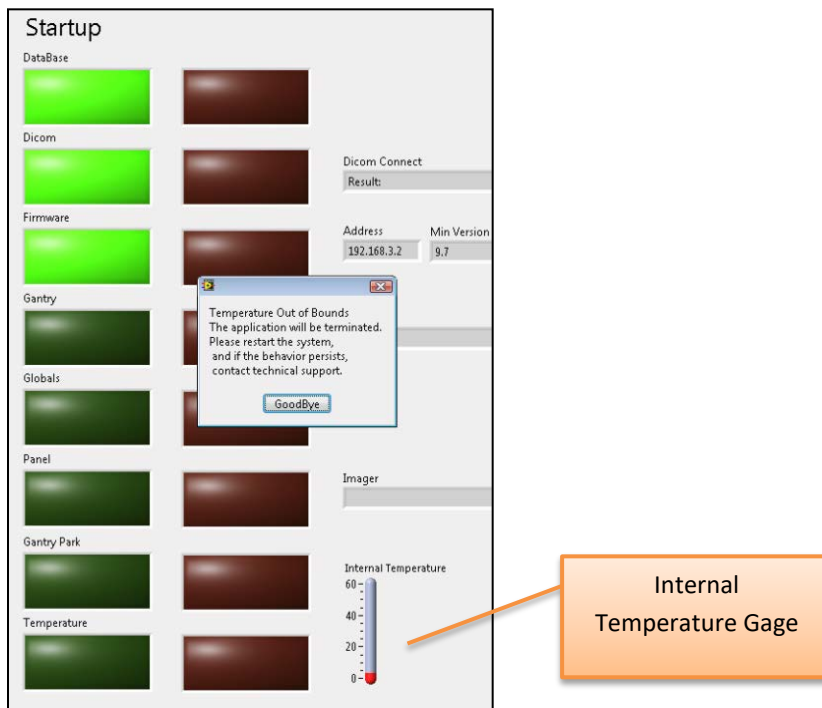 Startup
DataBase
Dicom
Dicom Connect
Result:
Firmware
Address Min Version
192.168.3.2 9.7
Gantry
Temperature Out of Bounds
The application will be terminated.
Please restart the system,
and if the behavior persists,
contact technical support.
GoodBye
Globals
Panel
Imager
Gantry Park
Internal Temperature
60
40
20
0
Temperature
Internal
Temperature Gage